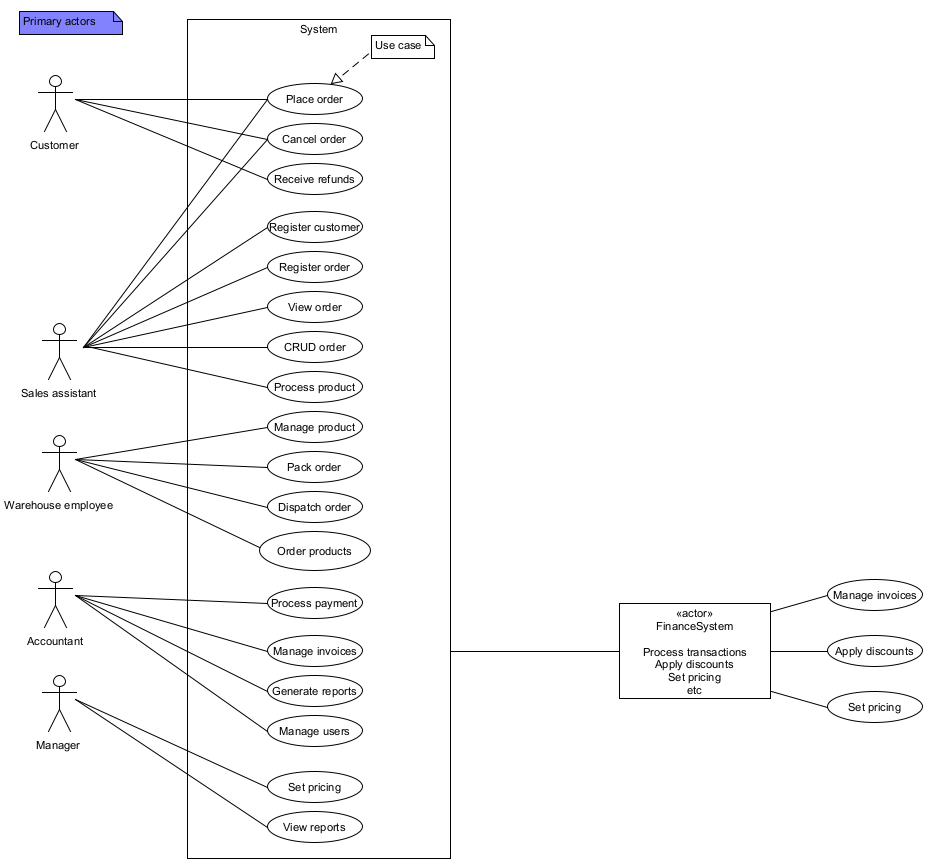 Primary actors
System
Use case
Place order
Cancel order
Customer
Receive refunds
Register customer
Register order
View order
CRUD order
Process product
Sales assistant
Manage product
Pack order
Dispatch order
Warehouse employee
Order products
Process payment
Accountant
Manage invoices
Generate reports
Manage users
Manager
Set pricing
View reports
«actor»
FinanceSystem
Process transactions
Apply discounts
Set pricing
etc
Manage invoices
Apply discounts
Set pricing